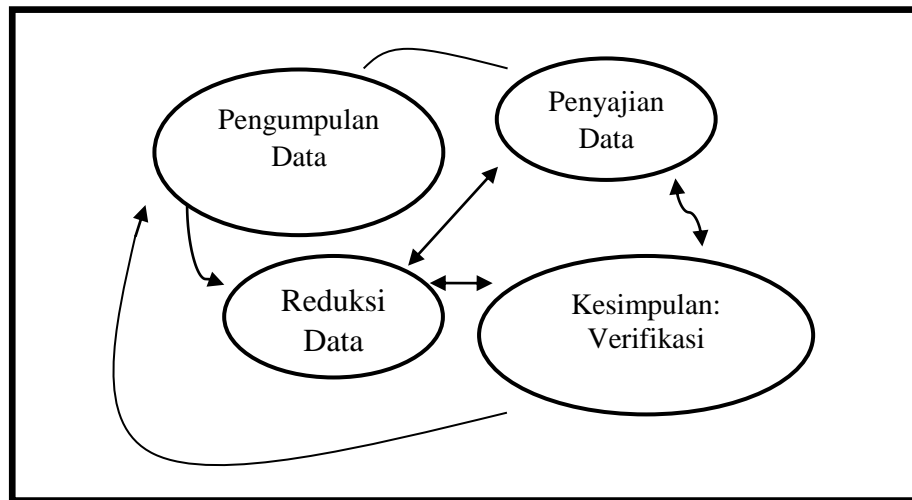 Pengumpulan
Data
Penyajian
Data
Reduksi
Data
Kesimpulan:
Verifikasi